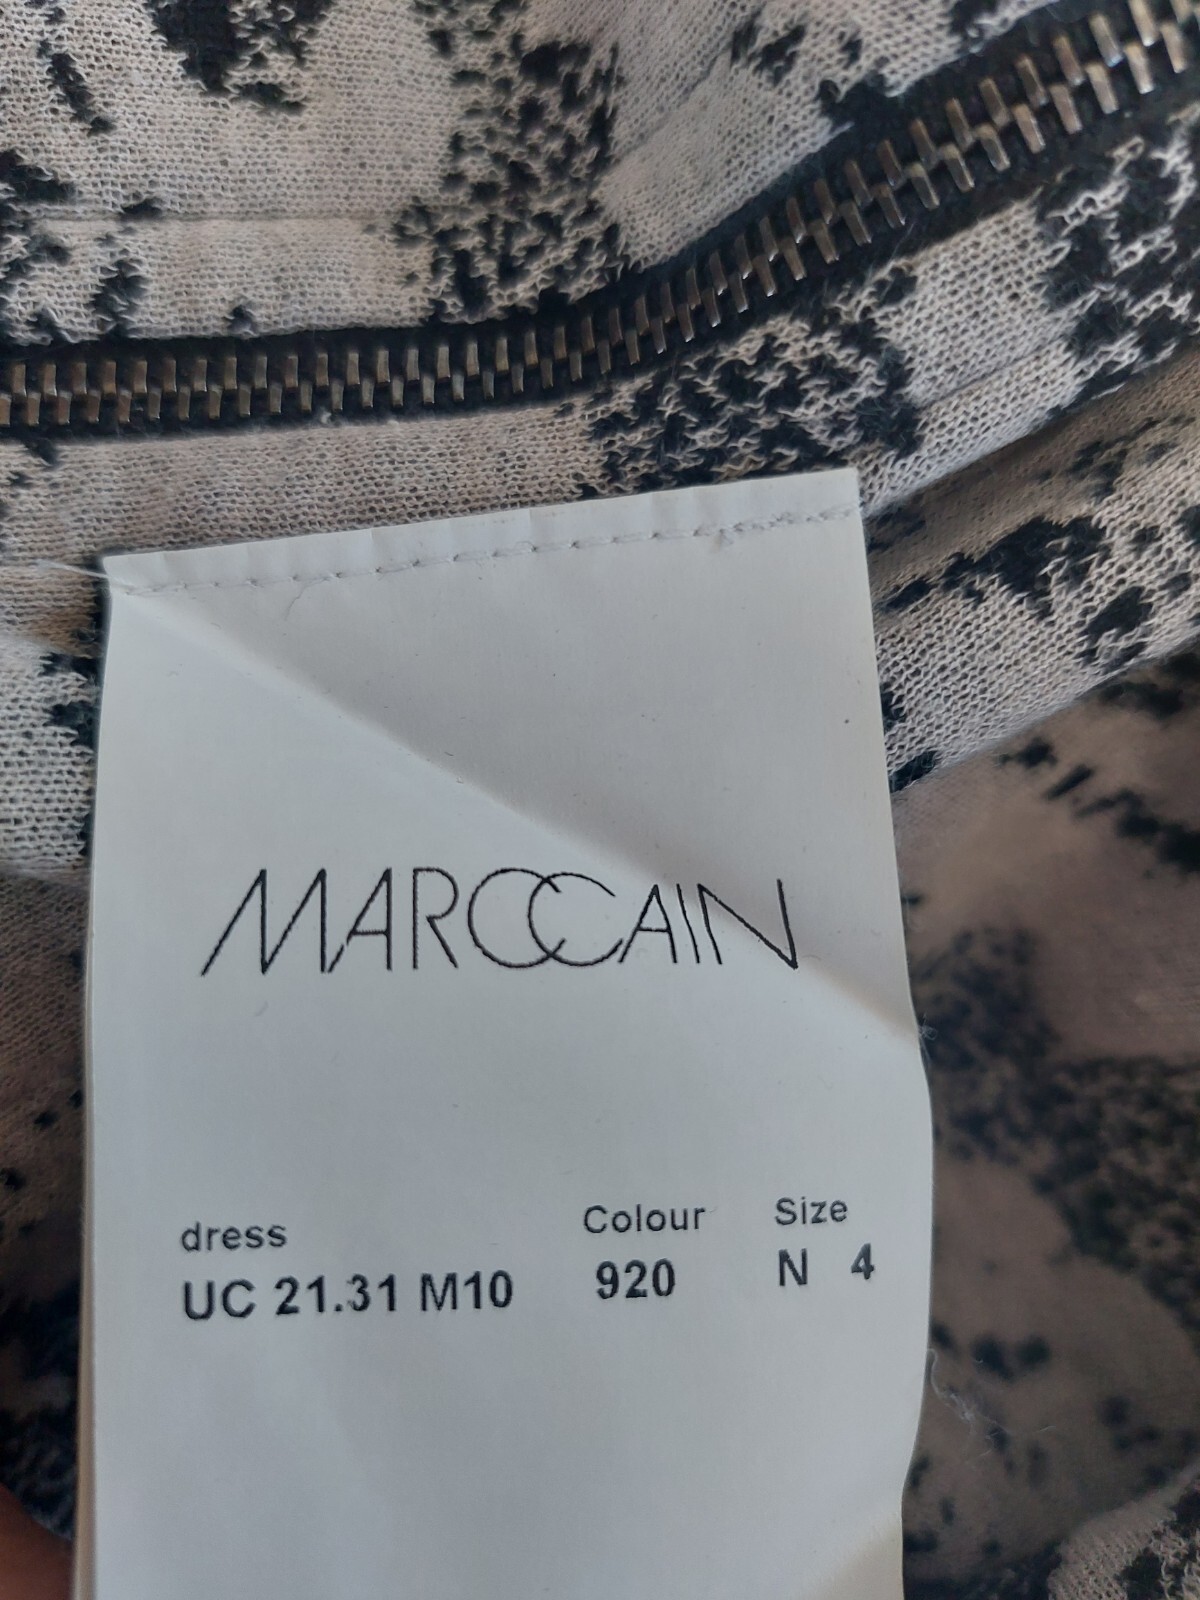 MARCCAIN
dress Colour Size
UC 21.31 M10 920 N 4